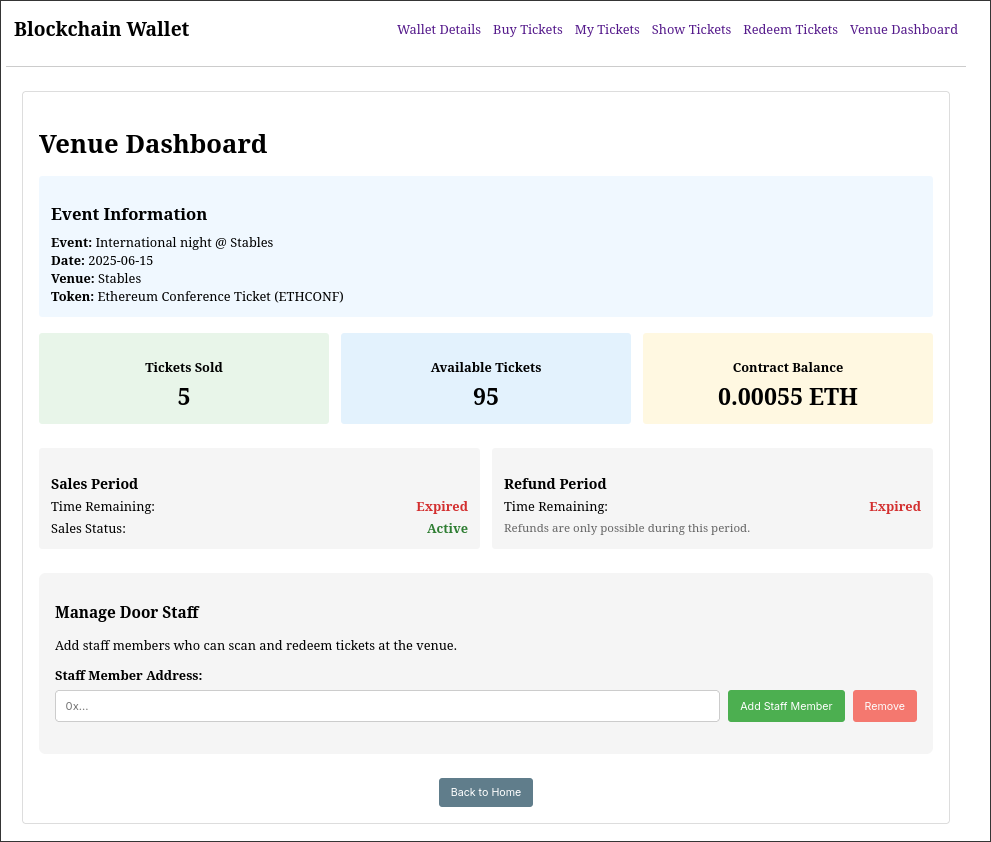 Blockchain Wallet
Wallet Details Buy Tickets My Tickets Show Tickets Redeem Tickets Venue Dashboard
Venue Dashboard
Event Information
Event: International night @ Stables
Date: 2025-06-15
Venue: Stables
Token: Ethereum Conference Ticket (ETHCONF)
Tickets Sold
5
Available Tickets
95
Contract Balance
0.00055 ETH
Sales Period
Time Remaining: Expired
Sales Status: Active
Refund Period
Time Remaining: Expired
Refunds are only possible during this period.
Manage Door Staff
Add staff members who can scan and redeem tickets at the venue.
Staff Member Address:
0x... Add Staff Member Remove
Back to Home